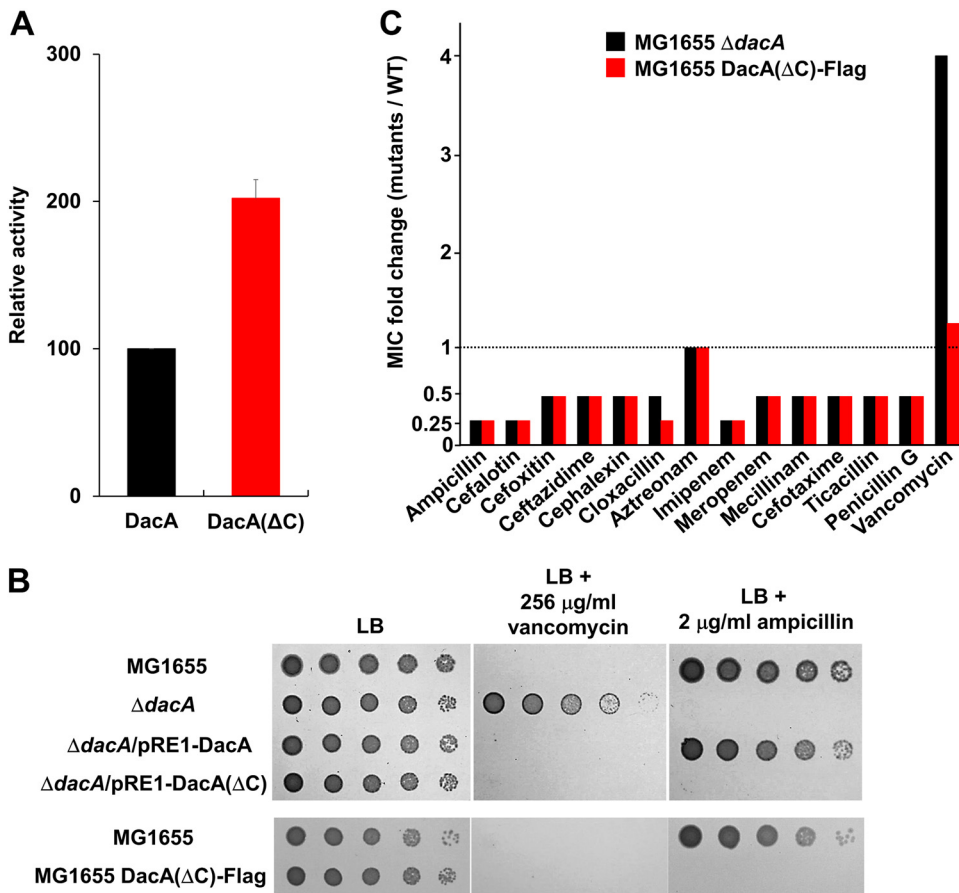 A
300
200
100
0
Relative activity
DacA
DacA(ΔC)
C
MG1655 ΔdacA
MG1655 DacA(ΔC)-Flag
MIC fold change (mutants / WT)
4
3
2
1
0.5
0.25
0
Ampicillin
Cefalotin
Cefoxitin
Ceftazidime
Cephalexin
Cloxacillin
Aztreonam
Imipenem
Meropenem
Mecillinam
Cefotaxime
Ticacillin
Penicillin G
Vancomycin
B
LB
LB +
256 μg/ml
vancomycin
LB +
2 μg/ml ampicillin
MG1655
ΔdacA
ΔdacA/pRE1-DacA
ΔdacA/pRE1-DacA(ΔC)
MG1655
MG1655 DacA(ΔC)-Flag